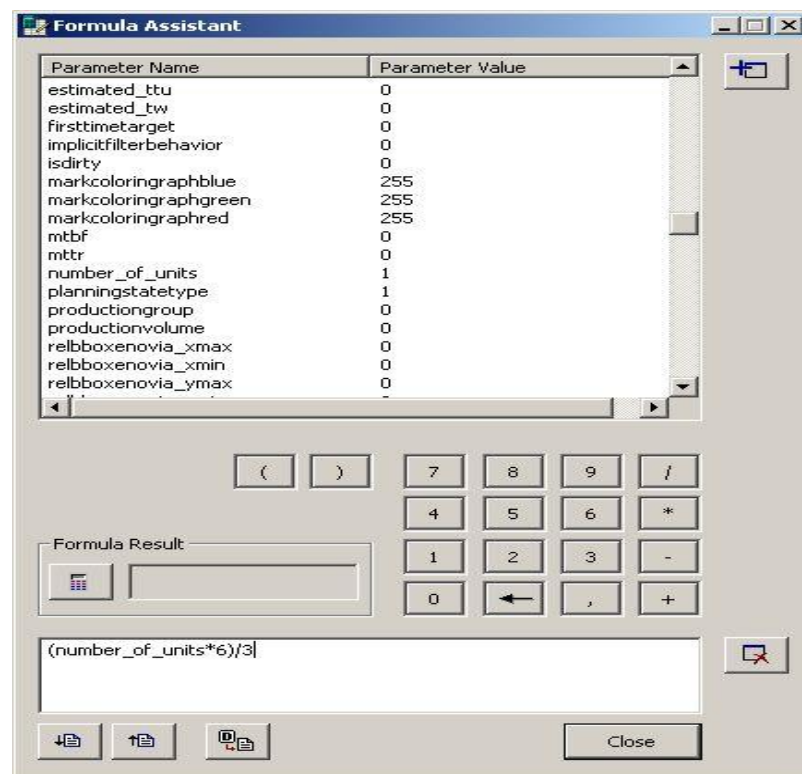 Formula Assistant
Parameter Name Parameter Value
estimated_ttu 0
estimated_tw 0
firsttimetarget 0
implicitfilterbehavior 0
isdirty 0
markcoloringraphblue 255
markcoloringraphgreen 255
markcoloringraphred 255
mtbf 0
mttr 0
number_of_units 1
planningstatetype 1
productiongroup 0
productionvolume 0
relbboxenovia_xmax 0
relbboxenovia_xmin 0
relbboxenovia_ymax 0
( ) 7 8 9 /
4 5 6 *
Formula Result
1 2 3 -
0 , +
(number_of_units*6)/3
D
Close